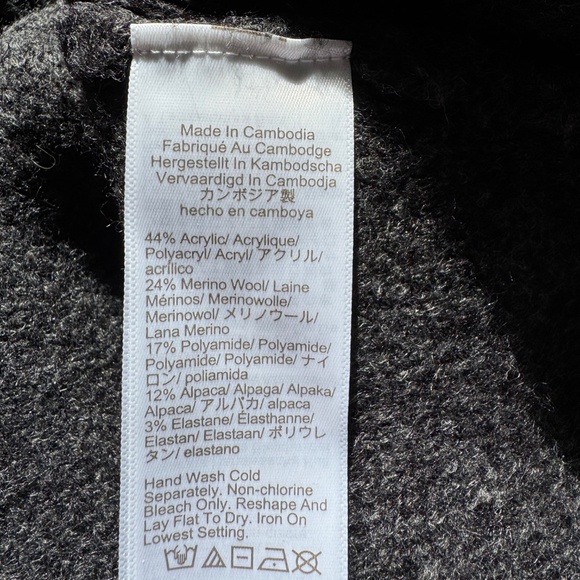 Made In Cambodia
Fabriqué Au Cambodge
Hergestellt In Kambodscha
Vervaardigd In Cambodja
カンボジア製
hecho en camboya
44% Acrylic/ Acrylique/
Polyacryl/ Acryl/ アクリル/
acrílico
24% Merino Wool/ Laine
Mérinos/ Merinowolle/
Merinowol/ メリノウール/
Lana Merino
17% Polyamide/ Polyamide/
Polyamide/ Polyamide/ ナイ
ロン/ poliamida
12% Alpaca/ Alpaga/ Alpaka/
Alpaca/ アルパカ/ alpaca
3% Elastane/ Élasthanne/
Elastan/ Elastaan/ ポリウレ
タン/ elastano
Hand Wash Cold
Separately. Non-chlorine
Bleach Only. Reshape And
Lay Flat To Dry. Iron On
Lowest Setting.